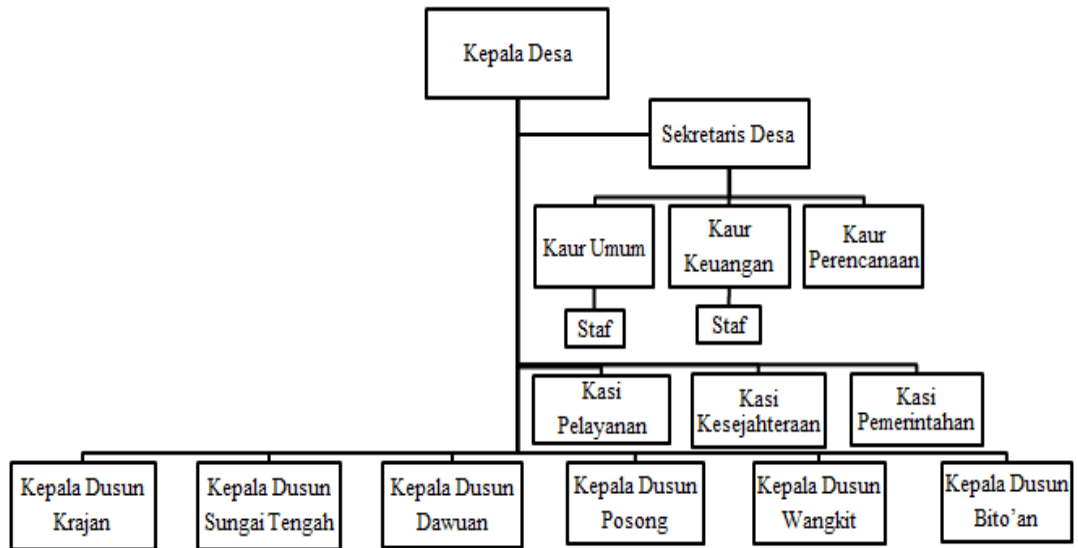 Kepala Desa
Sekretaris Desa
Kaur Umum
Kaur
Keuangan
Kaur
Perencanaan
Staf
Staf
Kasi
Pelayanan
Kasi
Kesejahteraan
Kasi
Pemerintahan
Kepala Dusun
Krajan
Kepala Dusun
Sungai Tengah
Kepala Dusun
Dawuan
Kepala Dusun
Posong
Kepala Dusun
Wangkit
Kepala Dusun
Bito’an